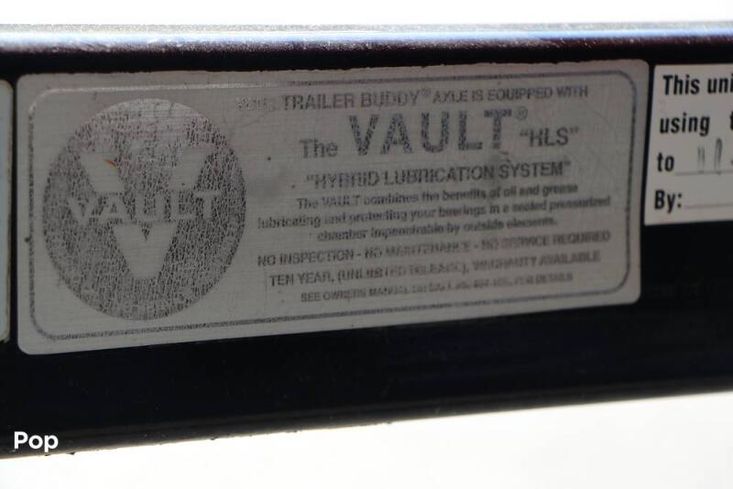 VAULT
THIS TRAILER BUDDY® AXLE IS EQUIPPED WITH
The VAULT® "HLS"
"HYBRID LUBRICATION SYSTEM"
The VAULT combines the benefits of oil and grease
lubricating and protecting your bearings in a sealed pressurized
chamber impenetrable by outside elements.
NO INSPECTION - NO MAINTENANCE - NO SERVICE REQUIRED
TEN YEAR, (UNLIMITED MILEAGE), WARRANTY AVAILABLE
SEE OWNERS MANUAL FOR DETAILS
This uni
using t
to
By:
Pop